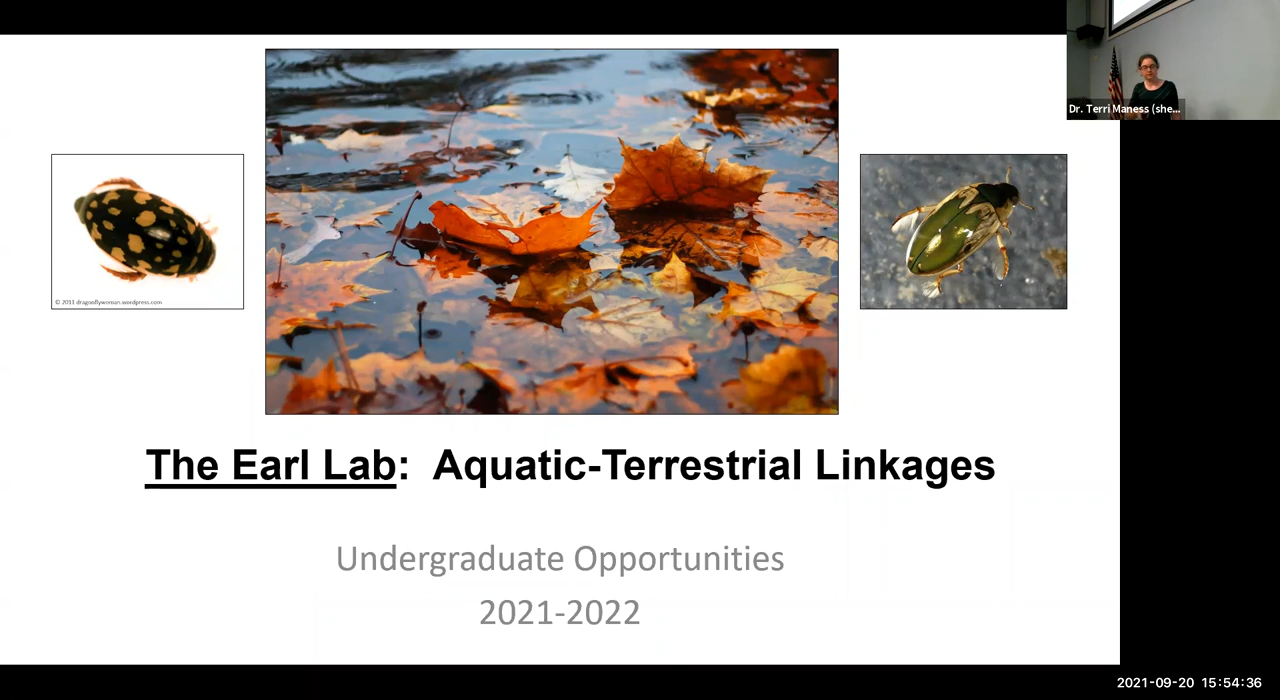 Dr. Terri Maness (she...
© 2011 dragonflywoman.wordpress.com
The Earl Lab: Aquatic-Terrestrial Linkages
Undergraduate Opportunities
2021-2022
2021-09-20 15:54:36